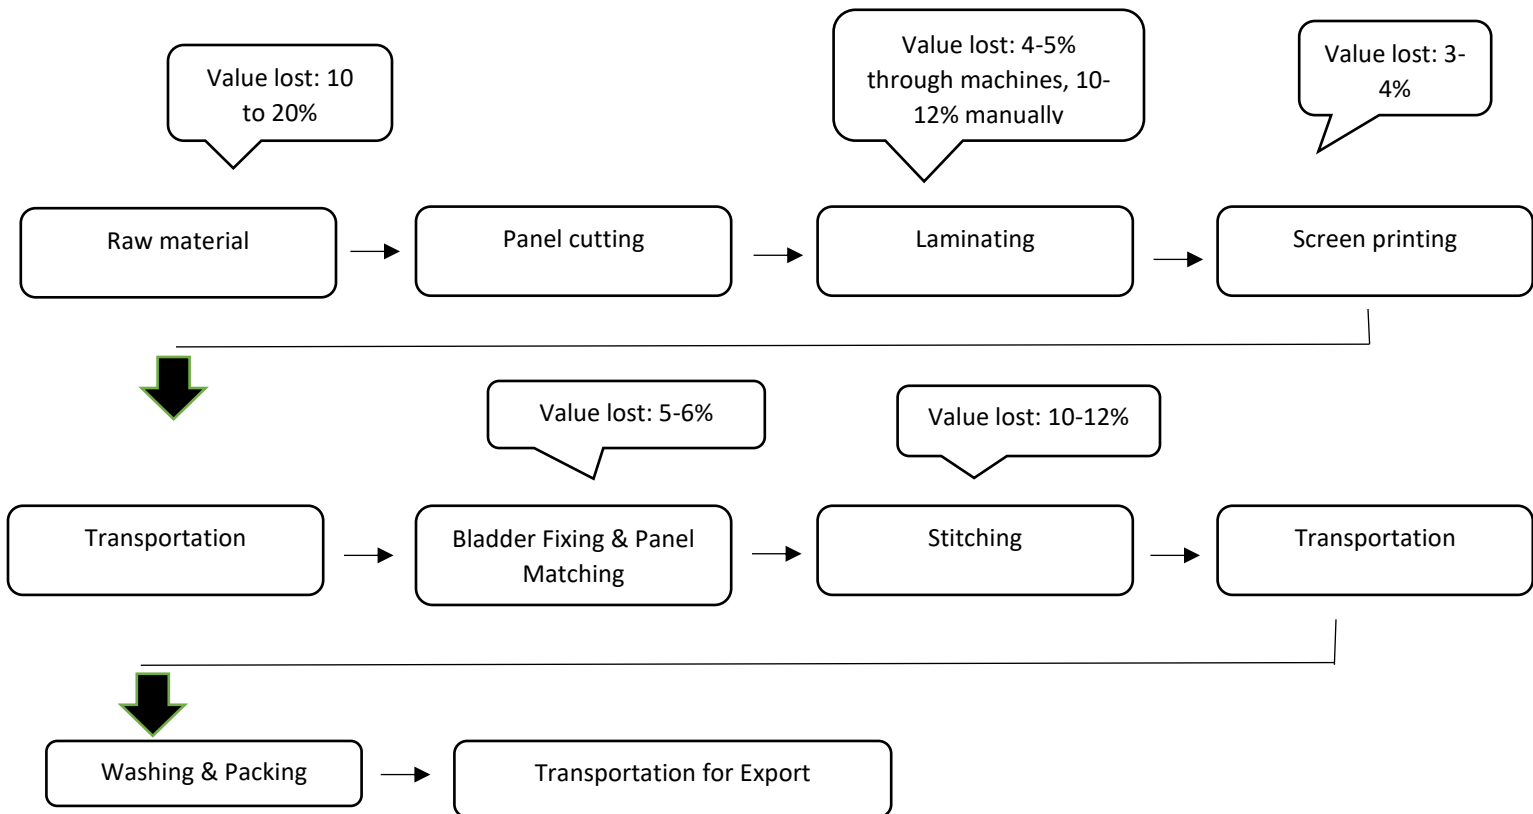 Value lost: 10
to 20%
Value lost: 4-5%
through machines, 10-
12% manually
Value lost: 3-
4%
Raw material
Panel cutting
Laminating
Screen printing
Value lost: 5-6%
Value lost: 10-12%
Transportation
Bladder Fixing & Panel
Matching
Stitching
Transportation
Washing & Packing
Transportation for Export